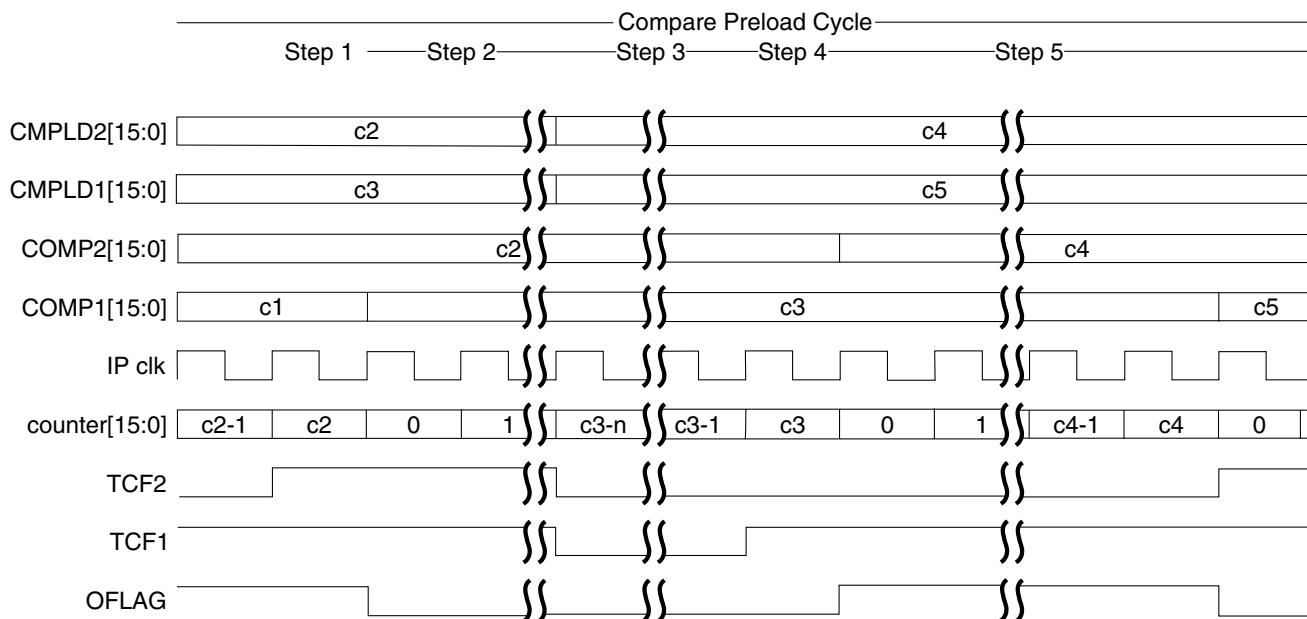 Compare Preload Cycle
Step 1 Step 2 Step 3 Step 4 Step 5
CMPLD2[15:0] c2 c4
CMPLD1[15:0] c3 c5
COMP2[15:0] c2 c4
COMP1[15:0] c1 c3 c5
IP clk
counter[15:0] c2-1 c2 0 1 c3-n c3-1 c3 0 1 c4-1 c4 0
TCF2
TCF1
OFLAG